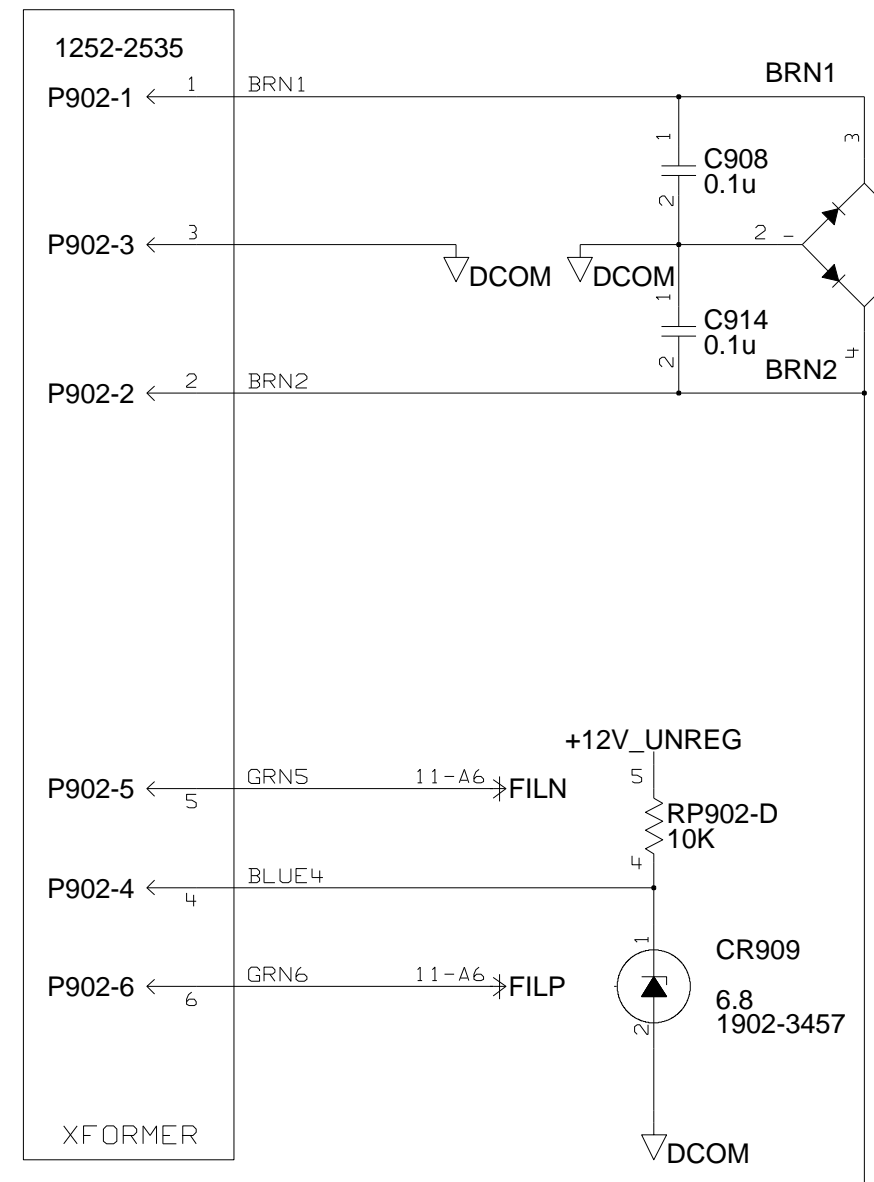 1252-2535
P902-1 1 BRN1 BRN1
1 3
C908
0.1u
2
P902-3 3 2 -
DCOM DCOM
1
C914
0.1u
2 4
BRN2
P902-2 2 BRN2
+12V_UNREG
P902-5 5 GRN5 11-A6 FILN 5
RP902-D
10K
4
P902-4 4 BLUE4
1
CR909
P902-6 6 GRN6 11-A6 FILP
6.8
1902-3457
2
XFORMER
DCOM